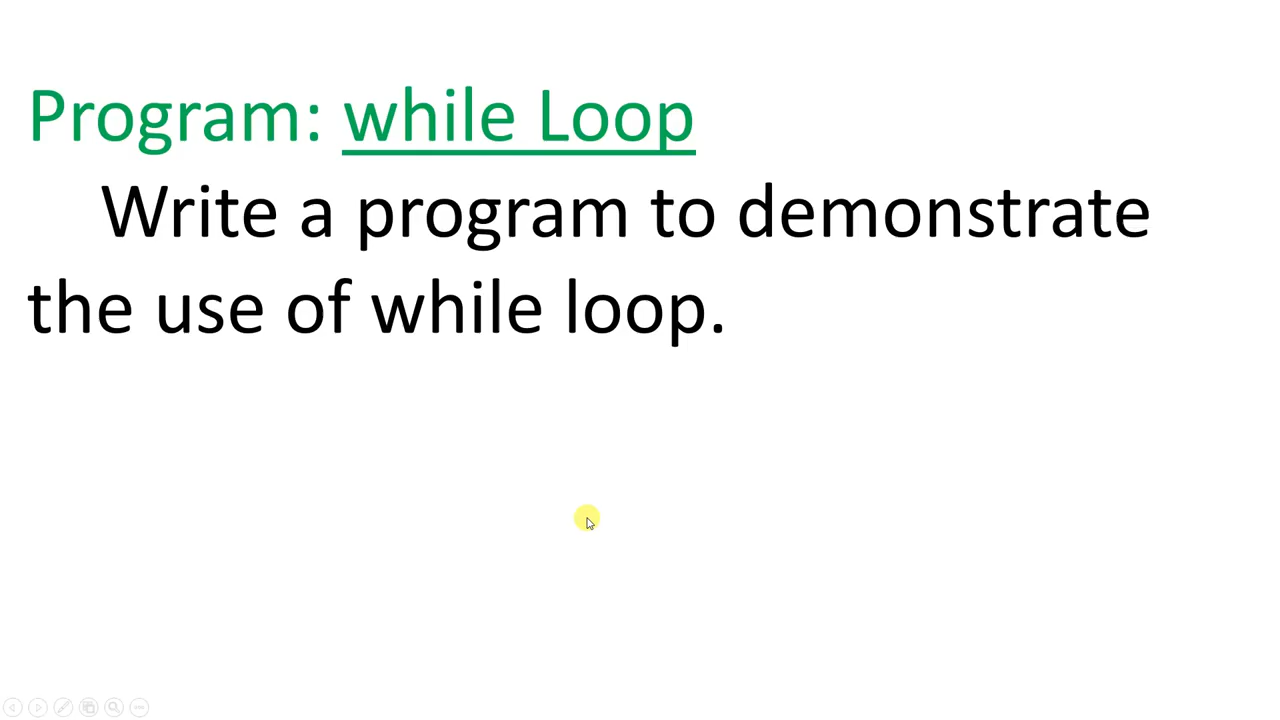 Program: while Loop
Write a program to demonstrate
the use of while loop.